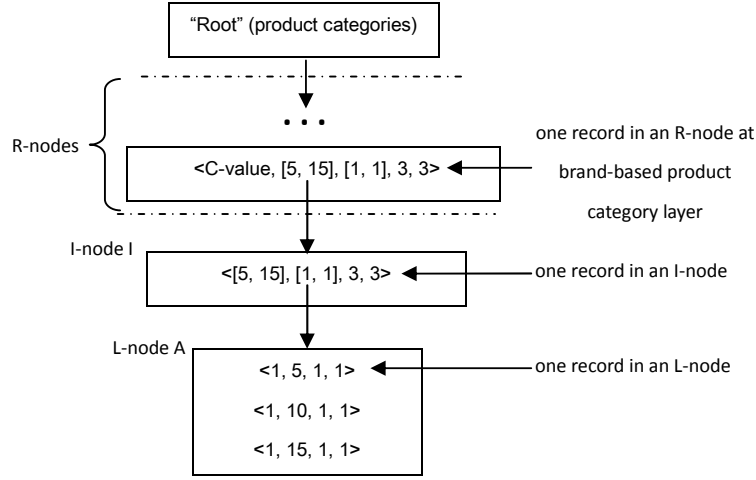 “Root” (product categories)
• • •
R-nodes
<C-value, [5, 15], [1, 1], 3, 3>
one record in an R-node at
brand-based product
category layer
I-node I
<[5, 15], [1, 1], 3, 3>
one record in an I-node
L-node A
<1, 5, 1, 1>
one record in an L-node
<1, 10, 1, 1>
<1, 15, 1, 1>